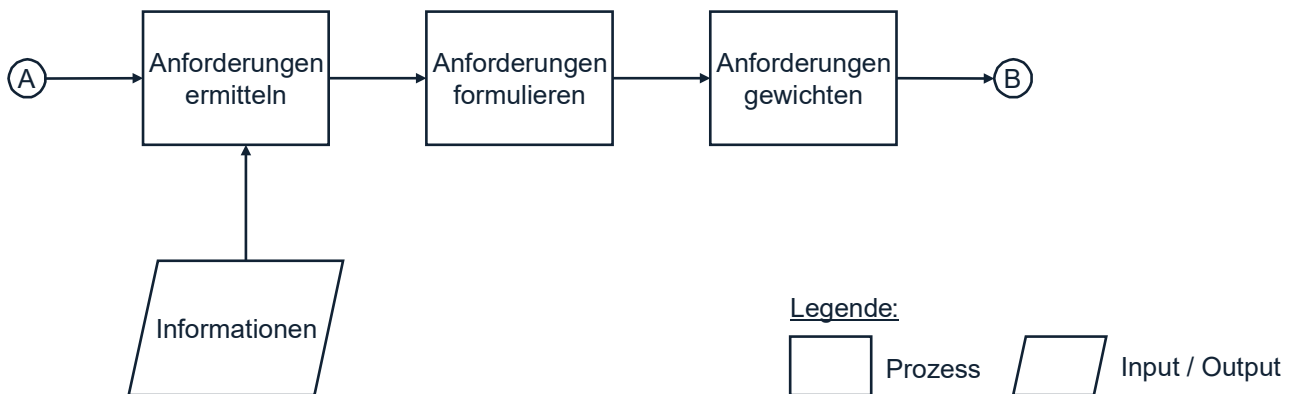 A
Anforderungen
ermitteln
Anforderungen
formulieren
Anforderungen
gewichten
B
Informationen
Legende:
Prozess
Input / Output